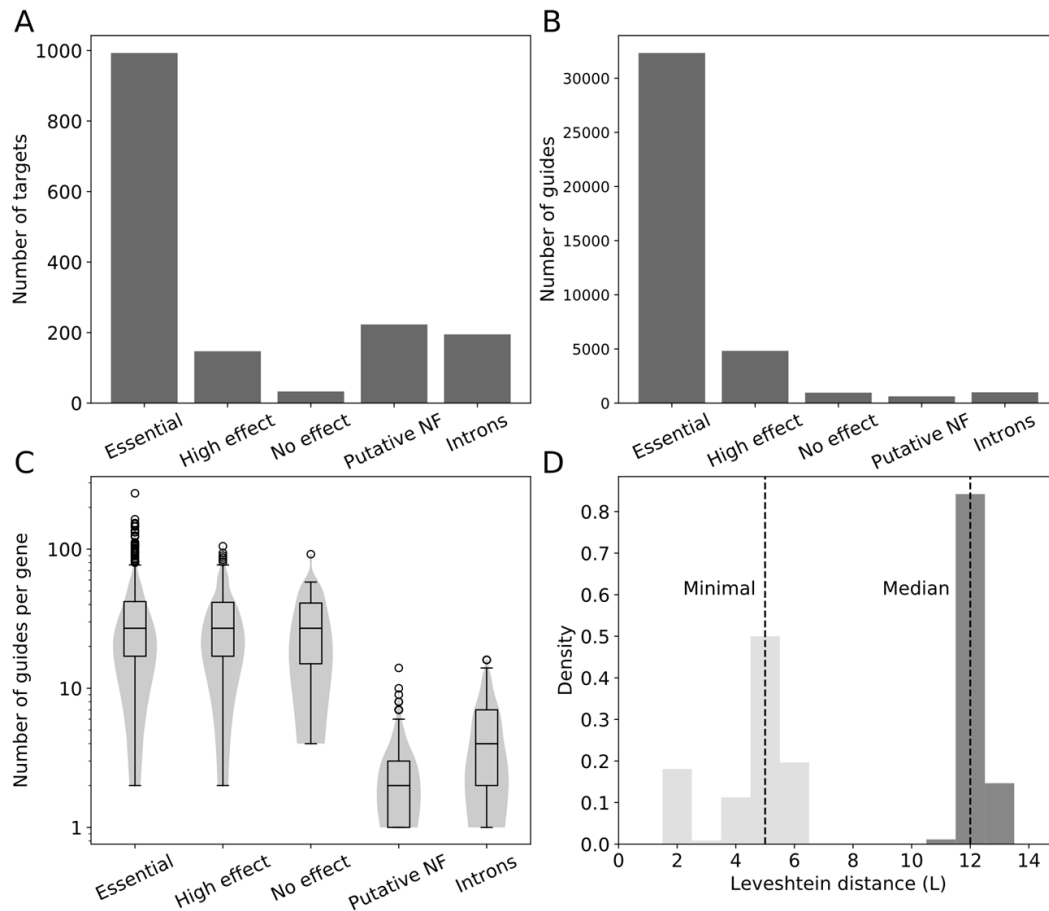 A
B
1000
800
600
400
200
0
Number of targets
Essential
High effect
No effect
Putative NF
Introns
30000
25000
20000
15000
10000
5000
0
Number of guides
Essential
High effect
No effect
Putative NF
Introns
C
D
100
10
1
Number of guides per gene
Essential
High effect
No effect
Putative NF
Introns
0.8
0.7
0.6
0.5
0.4
0.3
0.2
0.1
0.0
Density
Minimal
Median
0 2 4 6 8 10 12 14
Leveshtein distance (L)